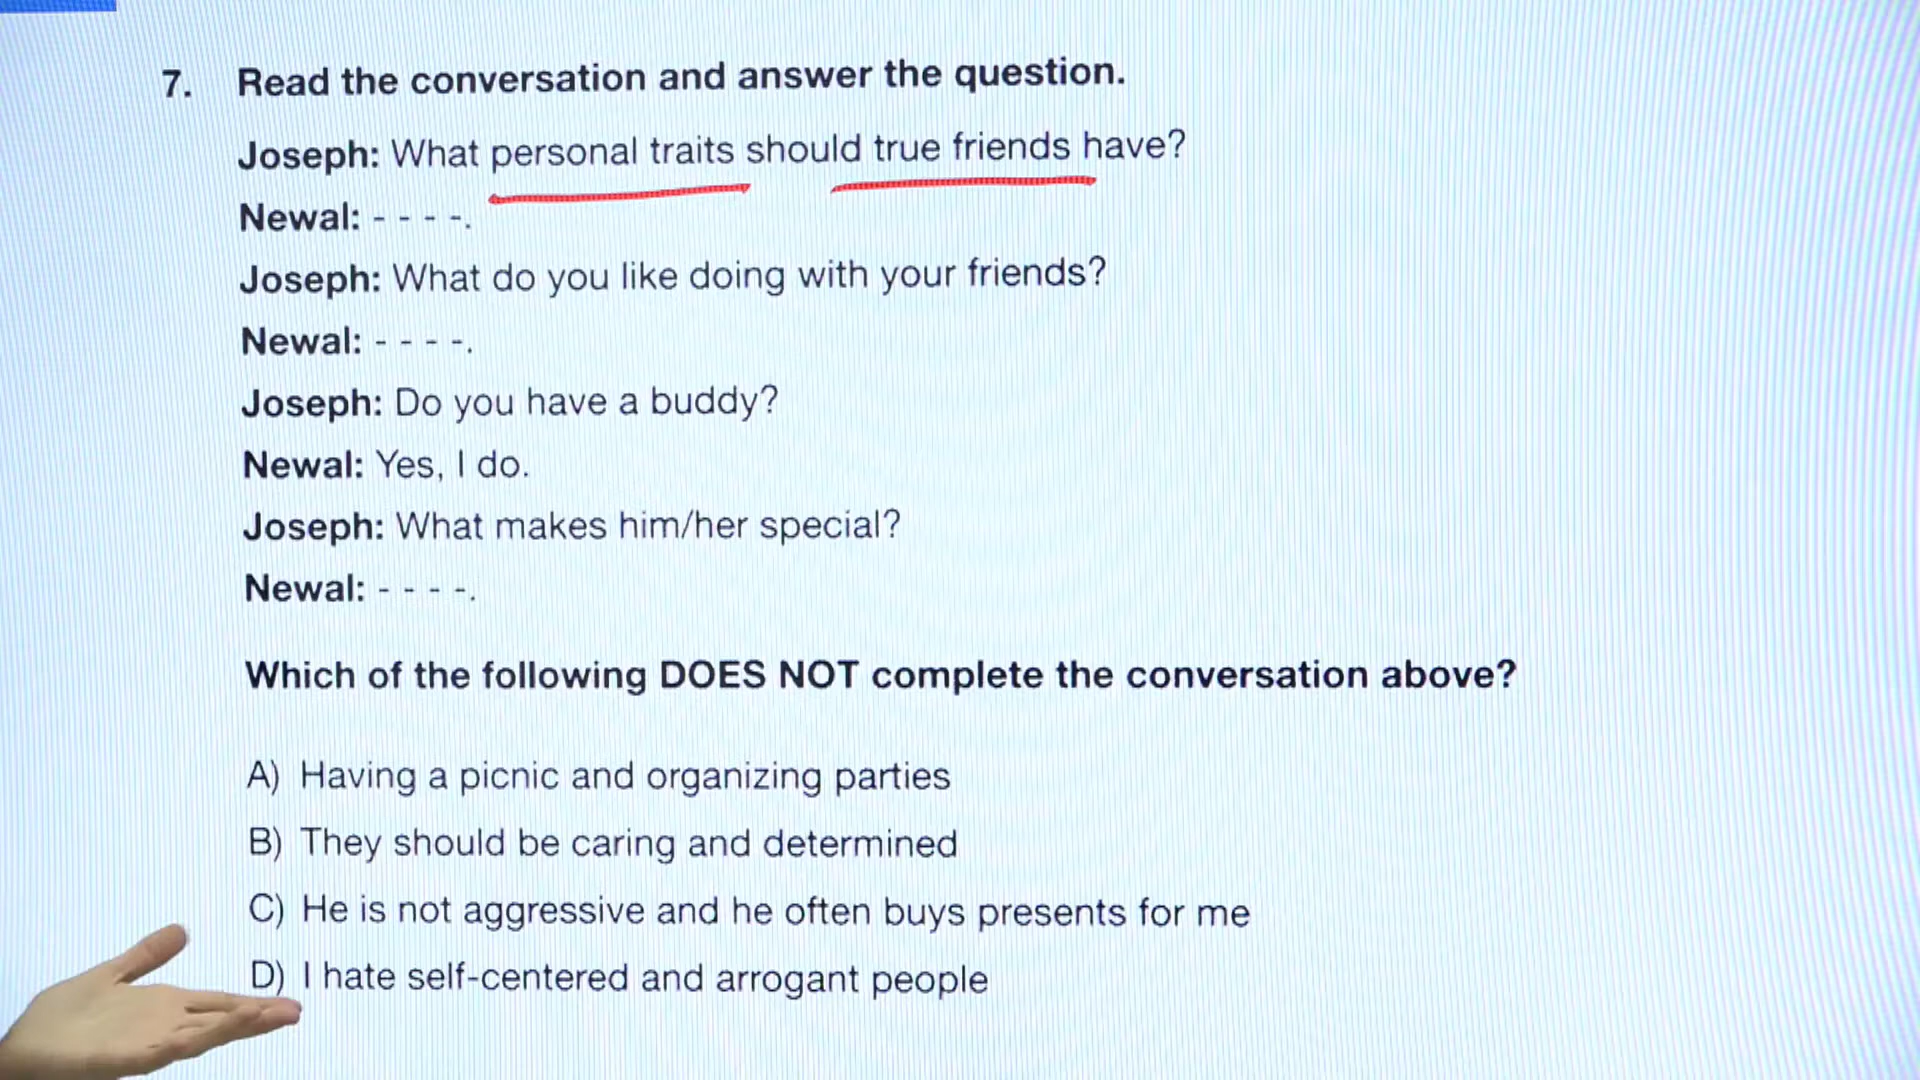 7. Read the conversation and answer the question.
Joseph: What personal traits should true friends have?
Newal: - - - -.
Joseph: What do you like doing with your friends?
Newal: - - - -.
Joseph: Do you have a buddy?
Newal: Yes, I do.
Joseph: What makes him/her special?
Newal: - - - -.
Which of the following DOES NOT complete the conversation above?
A) Having a picnic and organizing parties
B) They should be caring and determined
C) He is not aggressive and he often buys presents for me
D) I hate self-centered and arrogant people